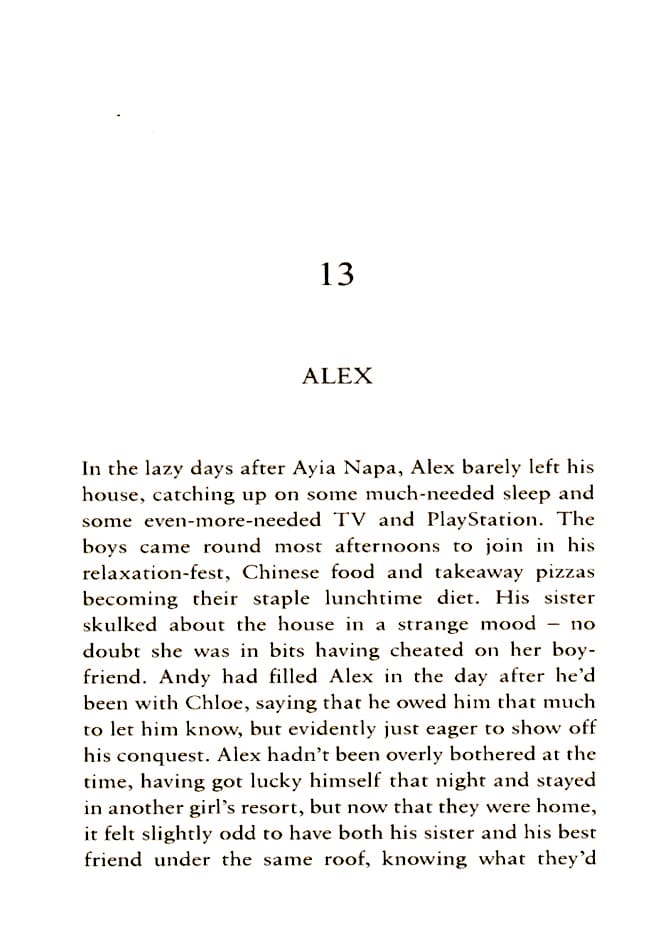 13
ALEX
In the lazy days after Ayia Napa, Alex barely left his
house, catching up on some much-needed sleep and
some even-more-needed TV and PlayStation. The
boys came round most afternoons to join in his
relaxation-fest, Chinese food and takeaway pizzas
becoming their staple lunchtime diet. His sister
skulked about the house in a strange mood – no
doubt she was in bits having cheated on her boy-
friend. Andy had filled Alex in the day after he'd
been with Chloe, saying that he owed him that much
to let him know, but evidently just eager to show off
his conquest. Alex hadn't been overly bothered at the
time, having got lucky himself that night and stayed
in another girl's resort, but now that they were home,
it felt slightly odd to have both his sister and his best
friend under the same roof, knowing what they'd